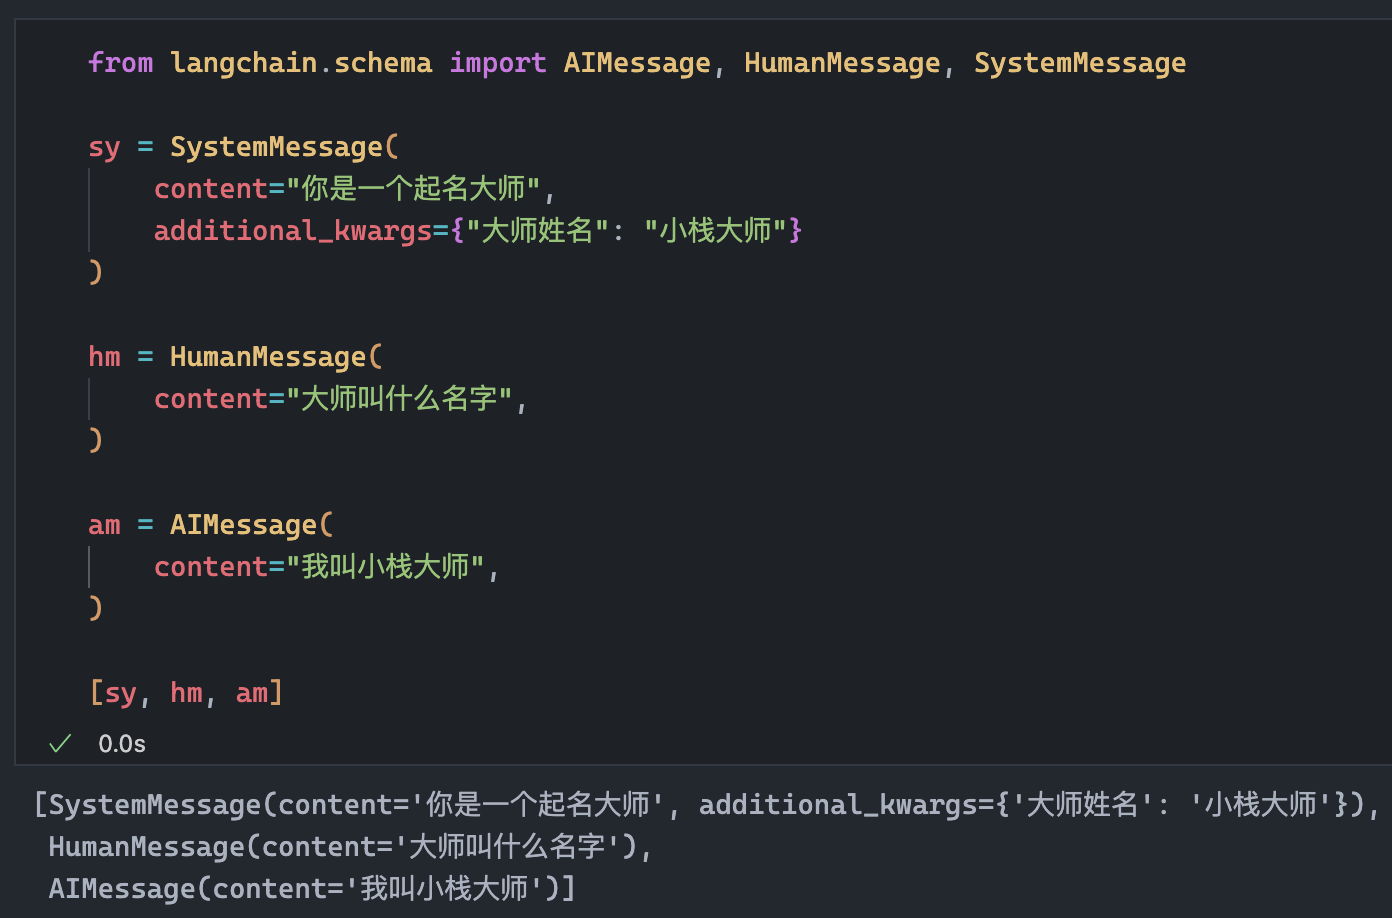 from langchain.schema import AIMessage, HumanMessage, SystemMessage
sy = SystemMessage(
content="你是一个起名大师",
additional_kwargs={"大师姓名": "小栈大师"}
)
hm = HumanMessage(
content="大师叫什么名字",
)
am = AIMessage(
content="我叫小栈大师",
)
[sy, hm, am]
✓ 0.0s
[SystemMessage(content='你是一个起名大师', additional_kwargs={'大师姓名': '小栈大师'}),
HumanMessage(content='大师叫什么名字'),
AIMessage(content='我叫小栈大师')]